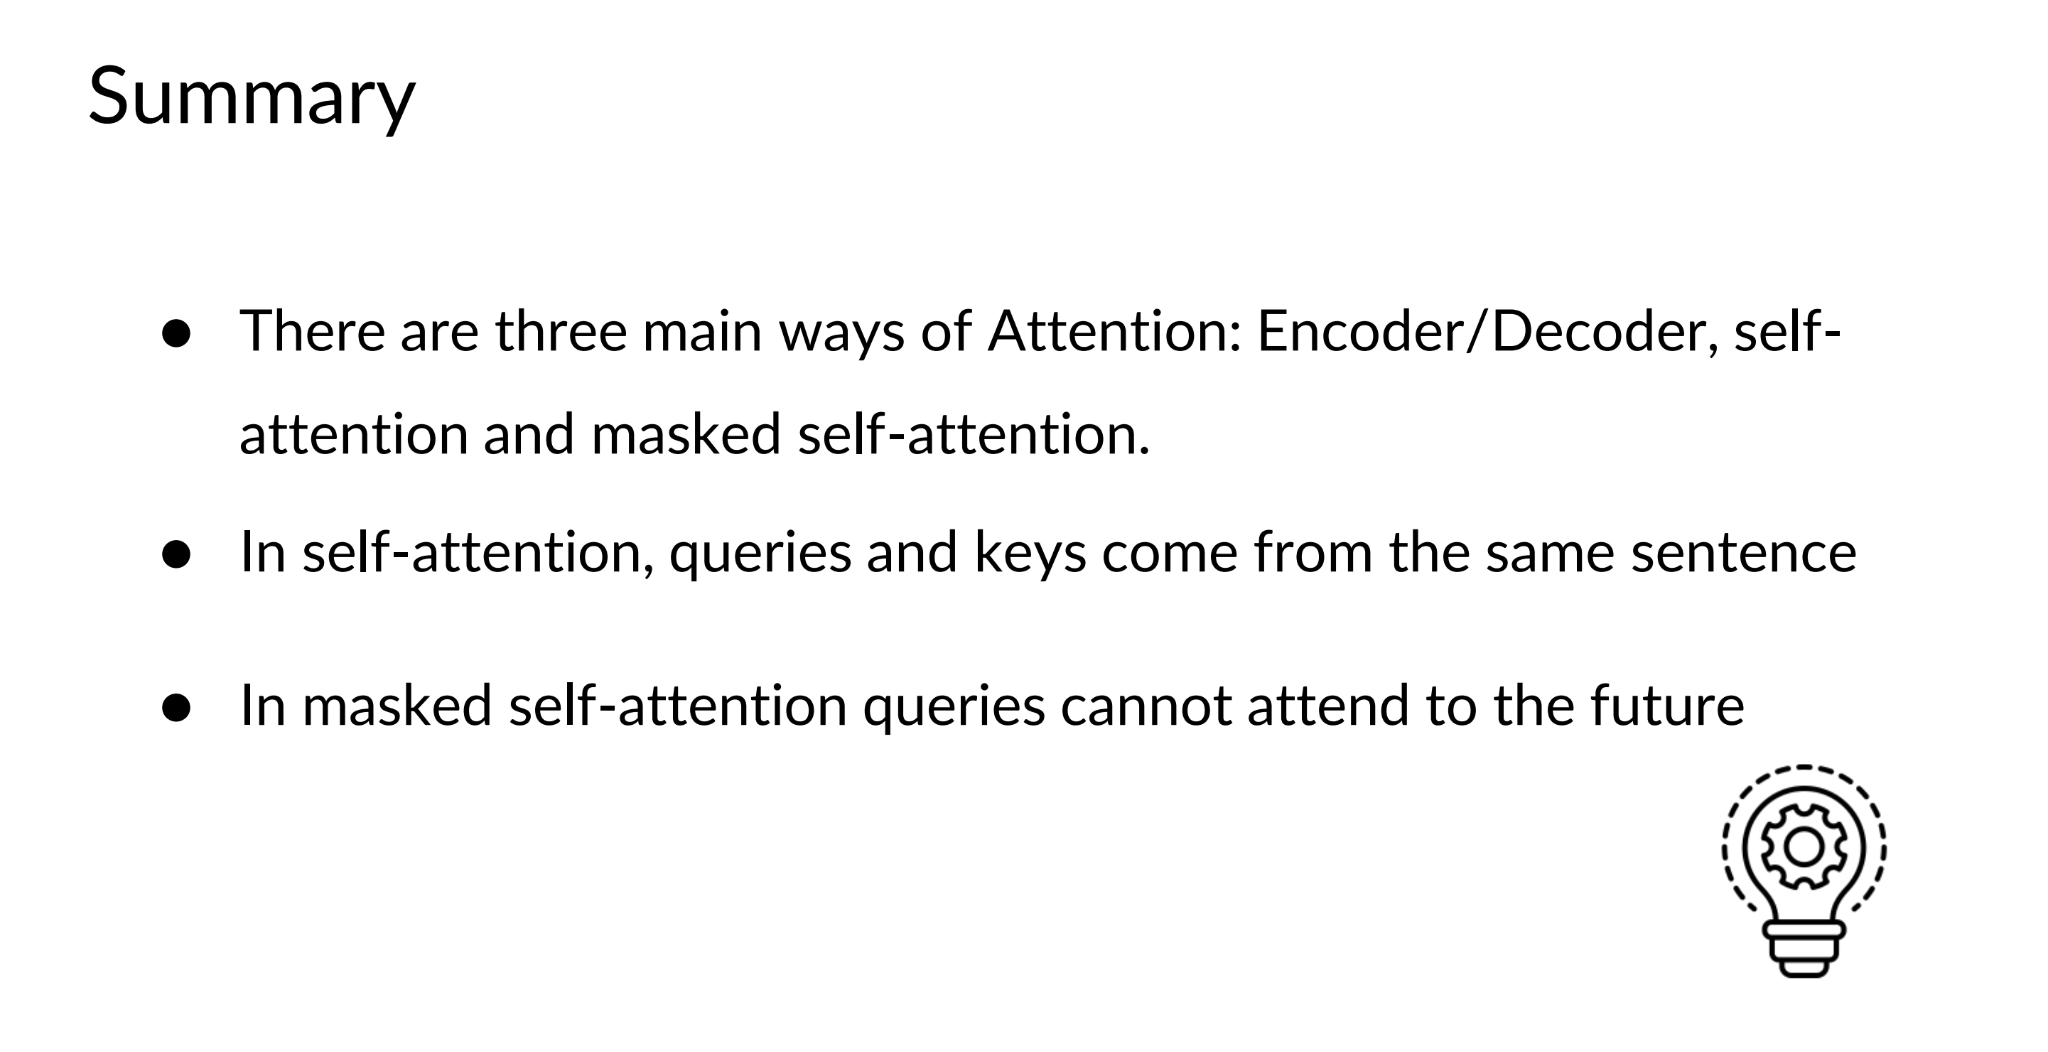 Summary
● There are three main ways of Attention: Encoder/Decoder, self-
attention and masked self-attention.
● In self-attention, queries and keys come from the same sentence
● In masked self-attention queries cannot attend to the future